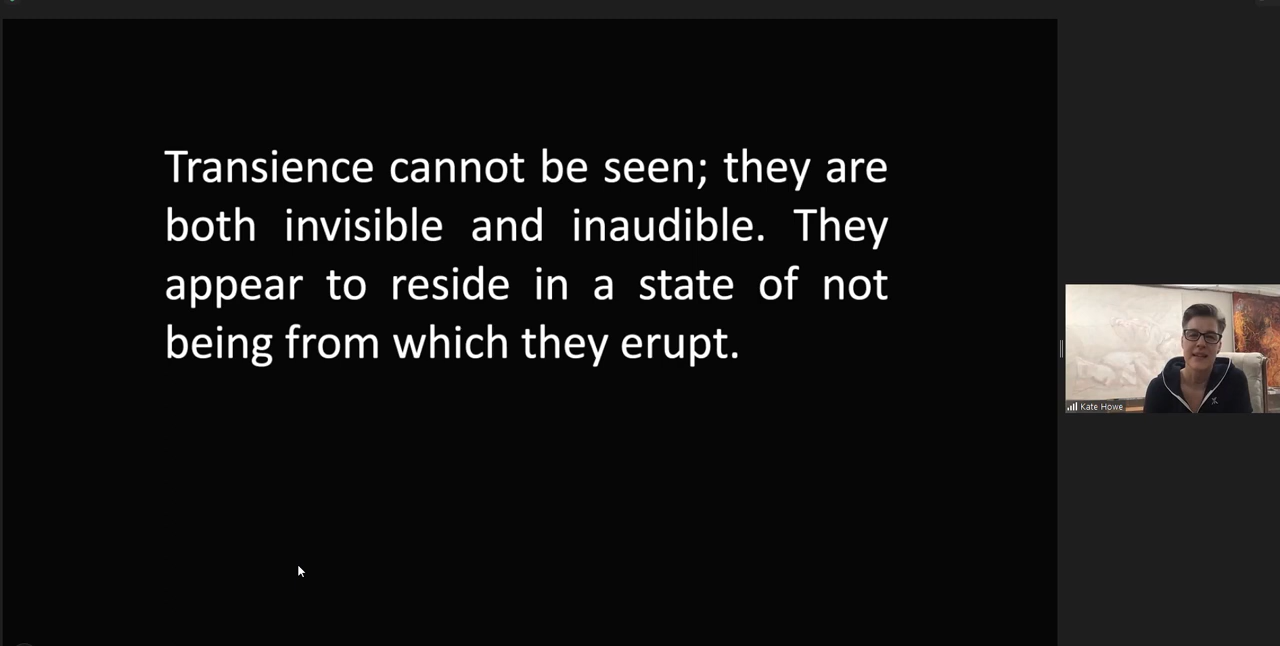 Transience cannot be seen; they are
both invisible and inaudible. They
appear to reside in a state of not
being from which they erupt.
Kate Howe